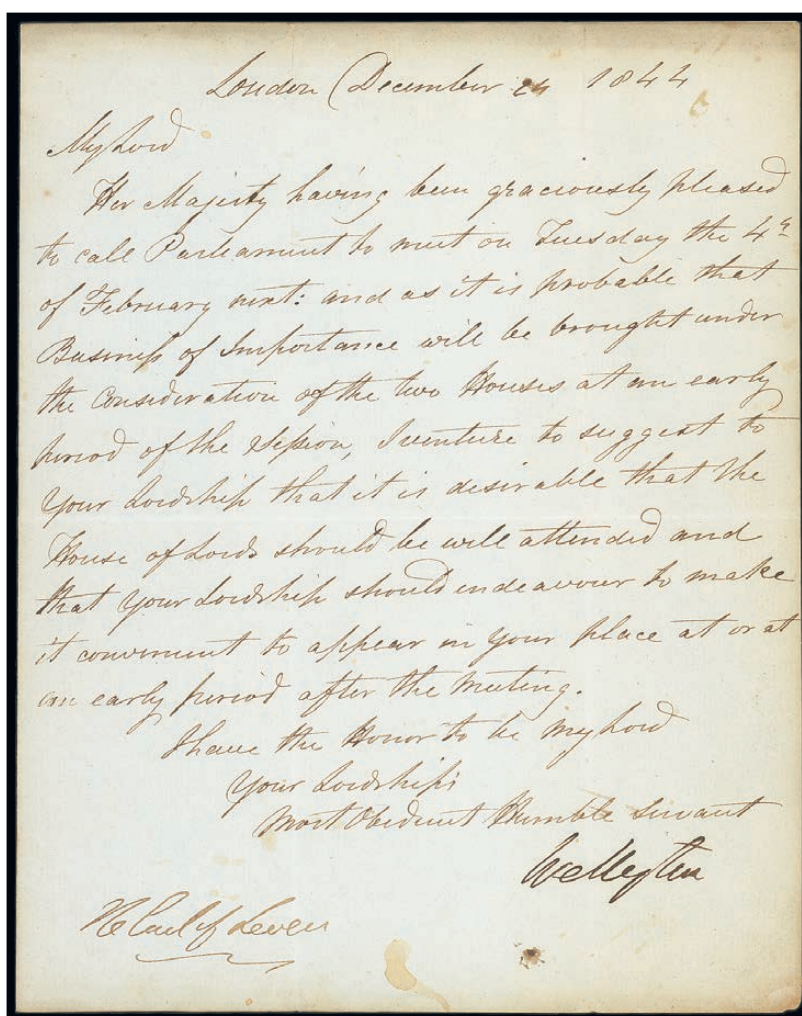 London December 24 1844
My Lord
Her Majesty having been graciously pleased
to call Parliament to meet on Tuesday the 4th
of February next: and as it is probable that
Business of Importance will be brought under
the Consideration of the two Houses at an early
period of the Session, I venture to suggest to
Your Lordship that it is desirable that the
House of Lords should be well attended and
that Your Lordship should endeavour to make
it convenient to appear in Your place at or at
an early period after the Meeting.
I have the Honor to be My Lord
Your Lordship's
Most Obedient Humble Servant
Wellington
The Earl of Leven